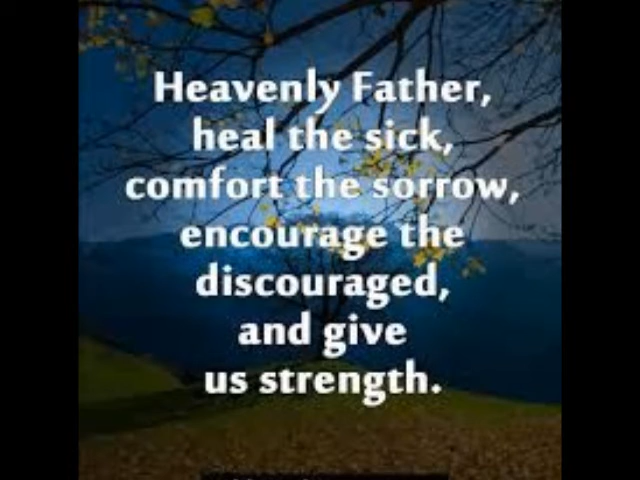 Heavenly Father,
heal the sick,
comfort the sorrow,
encourage the
discouraged,
and give
us strength.